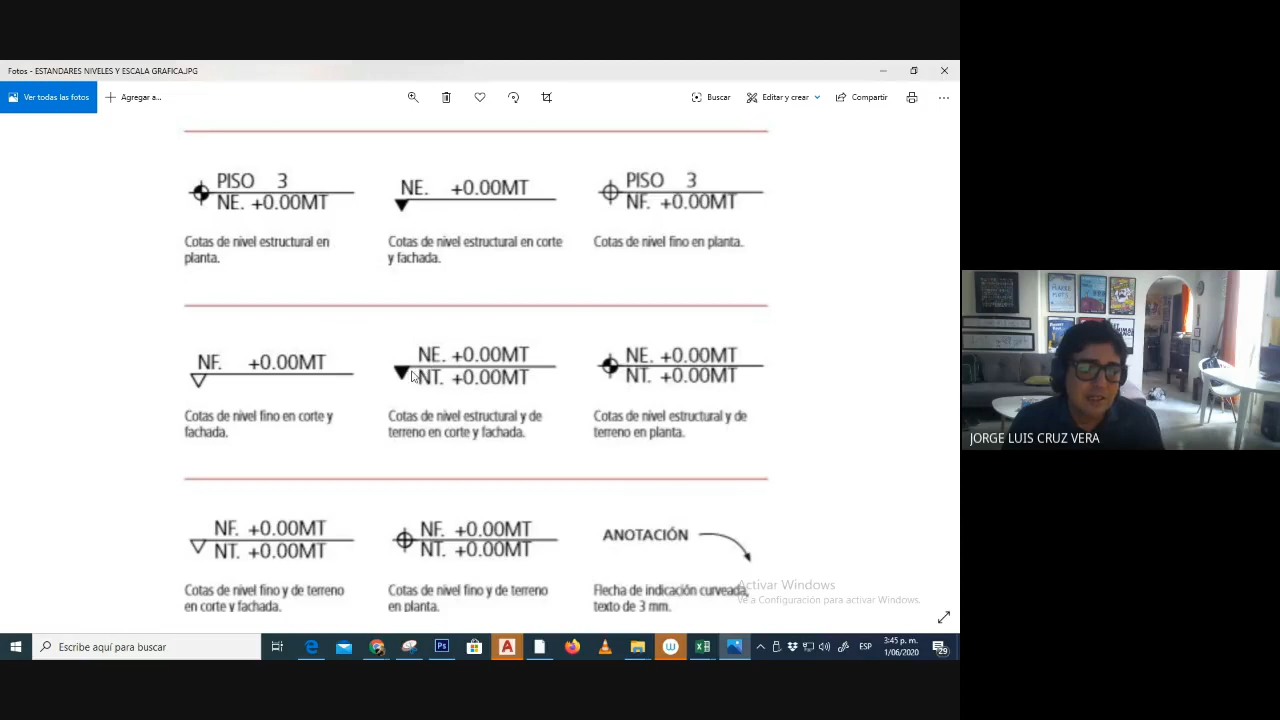 Fotos - ESTANDARES NIVELES Y ESCALA GRAFICA.JPG
Ver todas las fotos
Agregar a...
Buscar
Editar y crear
Compartir
PISO 3
NE. +0.00MT
Cotas de nivel estructural en
planta.
NE. +0.00MT
Cotas de nivel estructural en corte
y fachada.
PISO 3
NF. +0.00MT
Cotas de nivel fino en planta.
NF. +0.00MT
Cotas de nivel fino en corte y
fachada.
NE. +0.00MT
NT. +0.00MT
Cotas de nivel estructural y de
terreno en corte y fachada.
NE. +0.00MT
NT. +0.00MT
Cotas de nivel estructural y de
terreno en planta.
NF. +0.00MT
NT. +0.00MT
Cotas de nivel fino y de terreno
en corte y fachada.
NF. +0.00MT
NT. +0.00MT
Cotas de nivel fino y de terreno
en planta.
ANOTACIÓN
Flecha de indicación curveada,
texto de 3 mm.
Activar Windows
Ve a Configuración para activar Windows.
JORGE LUIS CRUZ VERA
Escribe aquí para buscar
Ps
A
W
ESP
3:45 p. m.
1/06/2020
29